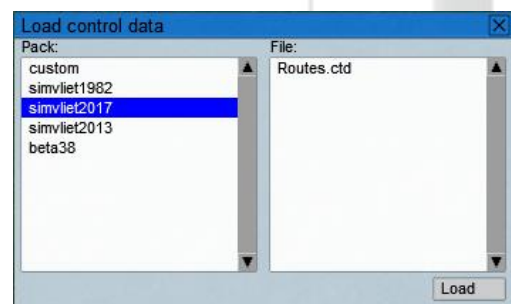 Load control data
Pack:
custom
simvliet1982
simvliet2017
simvliet2013
beta38
File:
Routes.ctd
Load